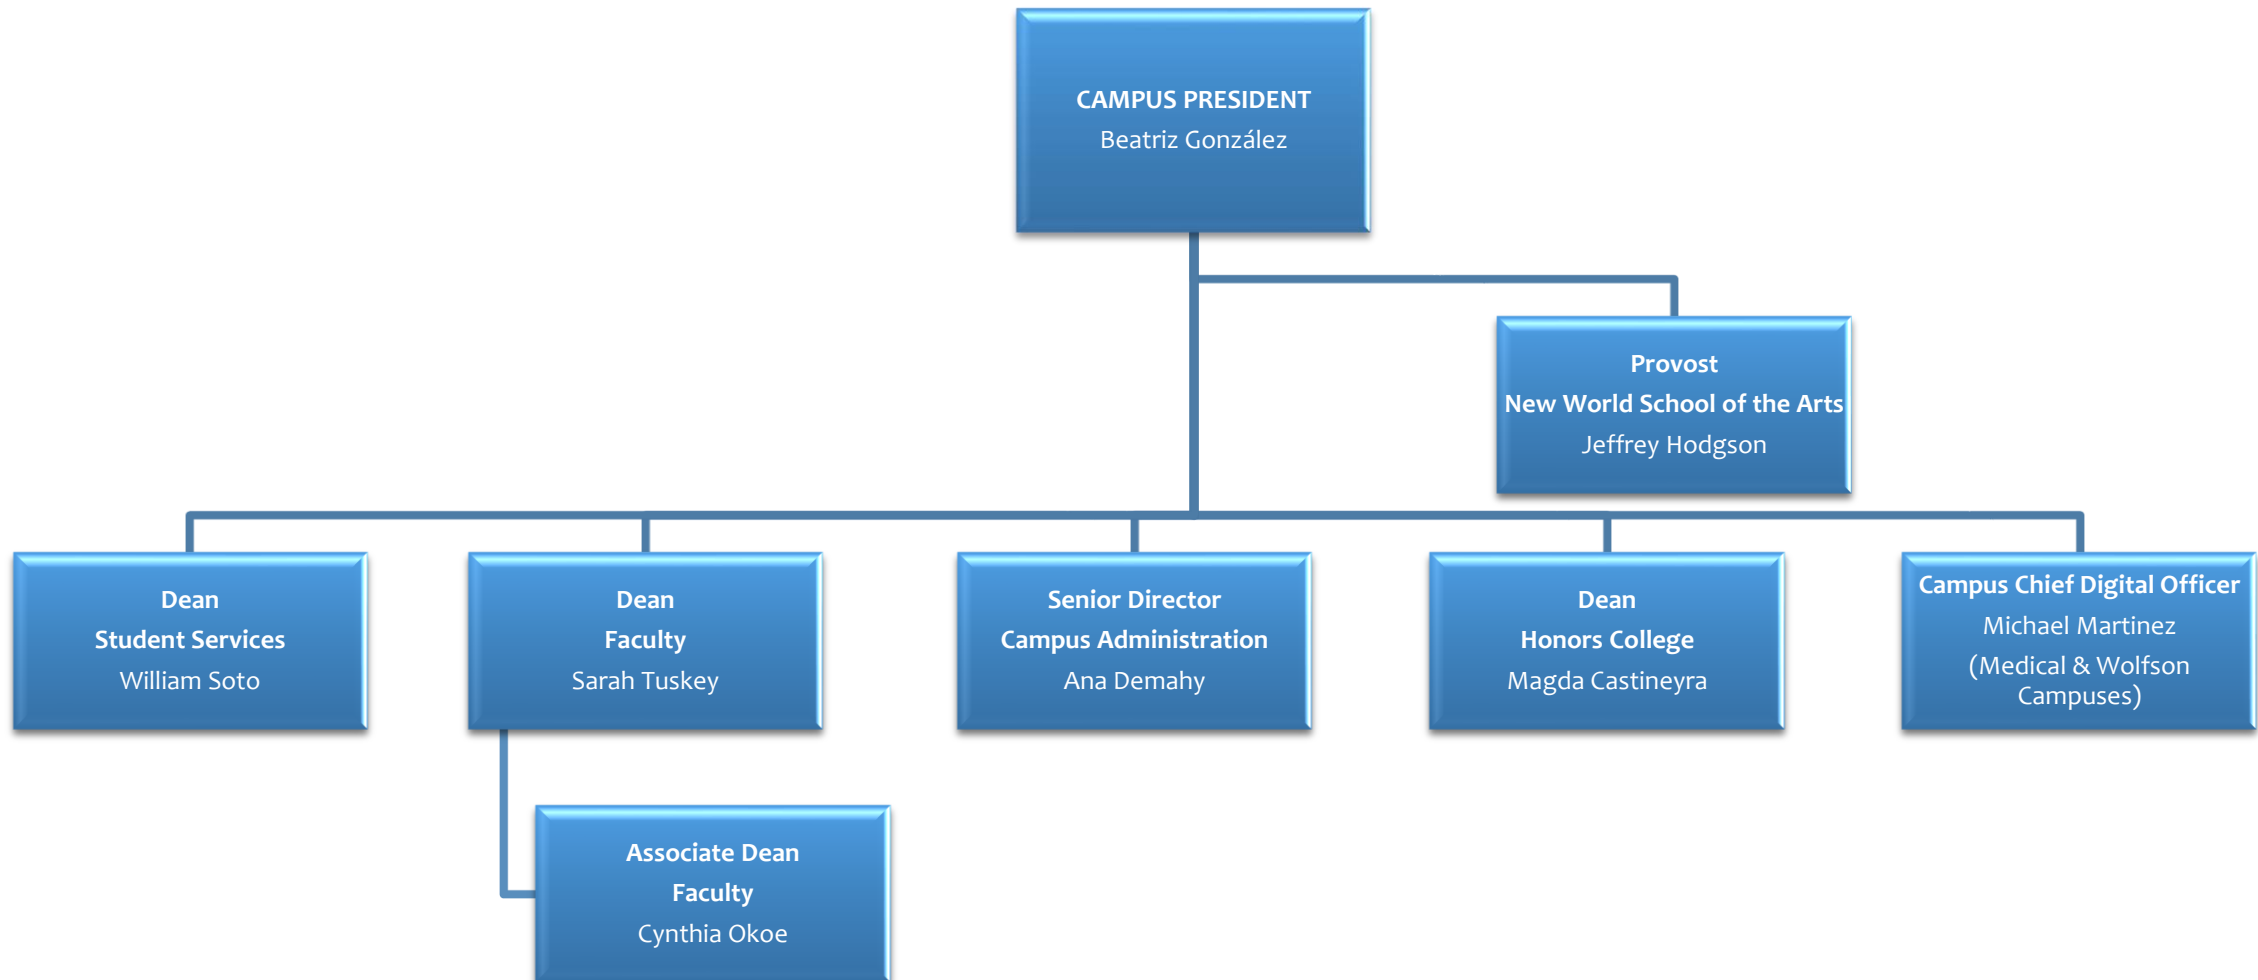 CAMPUS PRESIDENT
Beatriz González
Provost
New World School of the Arts
Jeffrey Hodgson
Dean
Student Services
William Soto
Dean
Faculty
Sarah Tuskey
Senior Director
Campus Administration
Ana Demahy
Dean
Honors College
Magda Castineyra
Campus Chief Digital Officer
Michael Martinez
(Medical & Wolfson
Campuses)
Associate Dean
Faculty
Cynthia Okoe